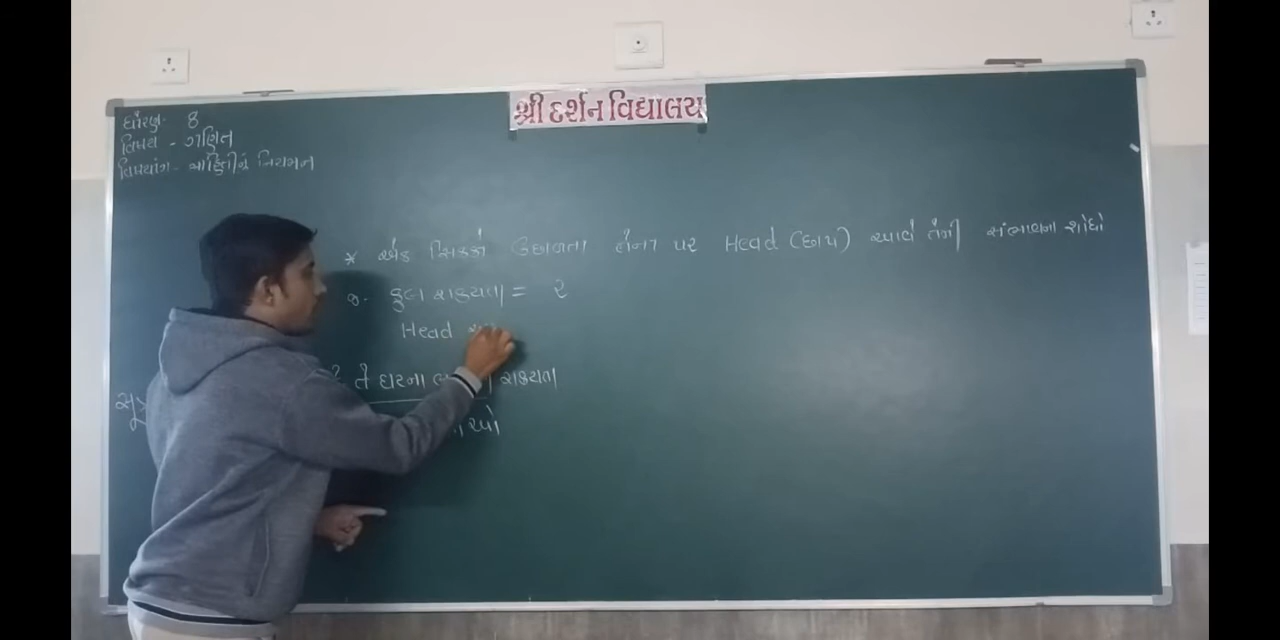 શ્રી દર્શન વિદ્યાલય
ધોરણ- 8
વિષય - ગણિત
વિષયાંગ - માહિતીનું નિયમન
* એક સિક્કો ઉછાળતા તેના પર Head (છાપ) આવે તેની સંભાવના શોધો
જ. કુલ શક્યતા = ૨
Head
તે ઘટના શક્યતા